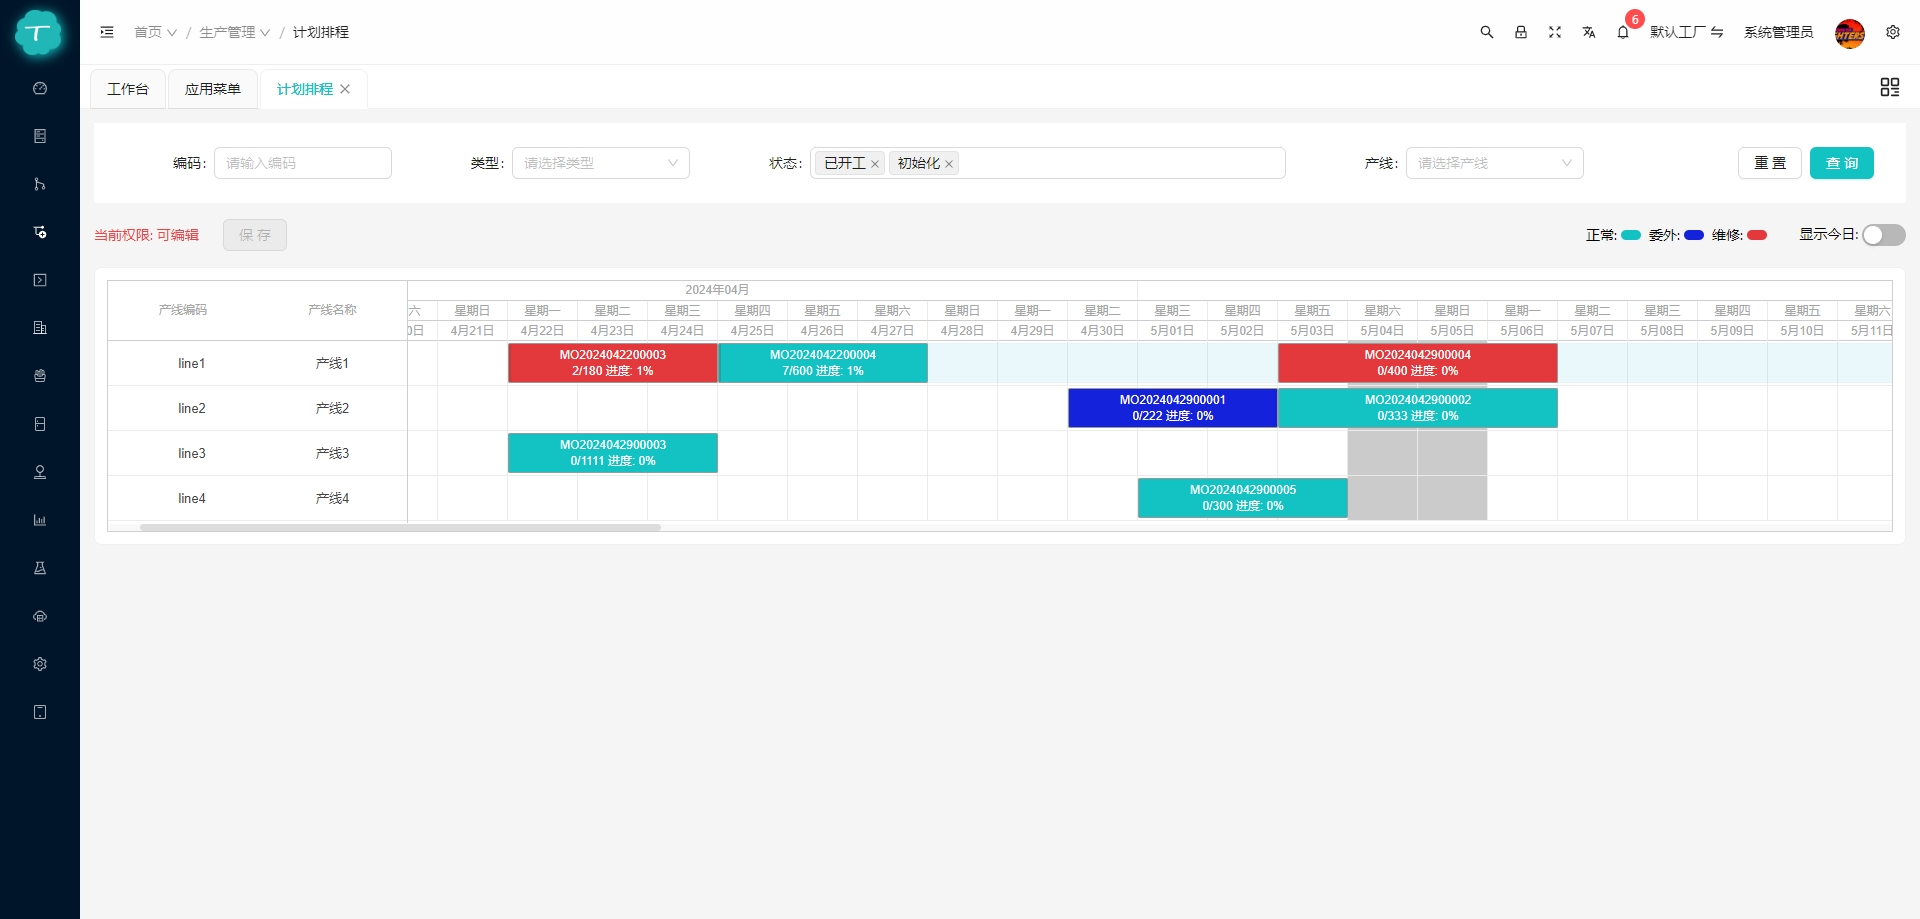 T
首页 / 生产管理 / 计划排程
6
默认工厂
系统管理员
工作台
应用菜单
计划排程
编码: 请输入编码
类型: 请选择类型
状态: 已开工 初始化
产线: 请选择产线
重 置
查 询
当前权限: 可编辑
保 存
正常: 委外: 维修:
显示今日:
产线编码 产线名称
2024年04月
六 星期日 星期一 星期二 星期三 星期四 星期五 星期六 星期日 星期一 星期二 星期三 星期四 星期五 星期六 星期日 星期一 星期二 星期三 星期四 星期五 星期六
0日 4月21日 4月22日 4月23日 4月24日 4月25日 4月26日 4月27日 4月28日 4月29日 4月30日 5月01日 5月02日 5月03日 5月04日 5月05日 5月06日 5月07日 5月08日 5月09日 5月10日 5月11日
line1 产线1
MO2024042200003
2/180 进度: 1%
MO2024042200004
7/600 进度: 1%
MO2024042900004
0/400 进度: 0%
line2 产线2
MO2024042900001
0/222 进度: 0%
MO2024042900002
0/333 进度: 0%
line3 产线3
MO2024042900003
0/1111 进度: 0%
line4 产线4
MO2024042900005
0/300 进度: 0%